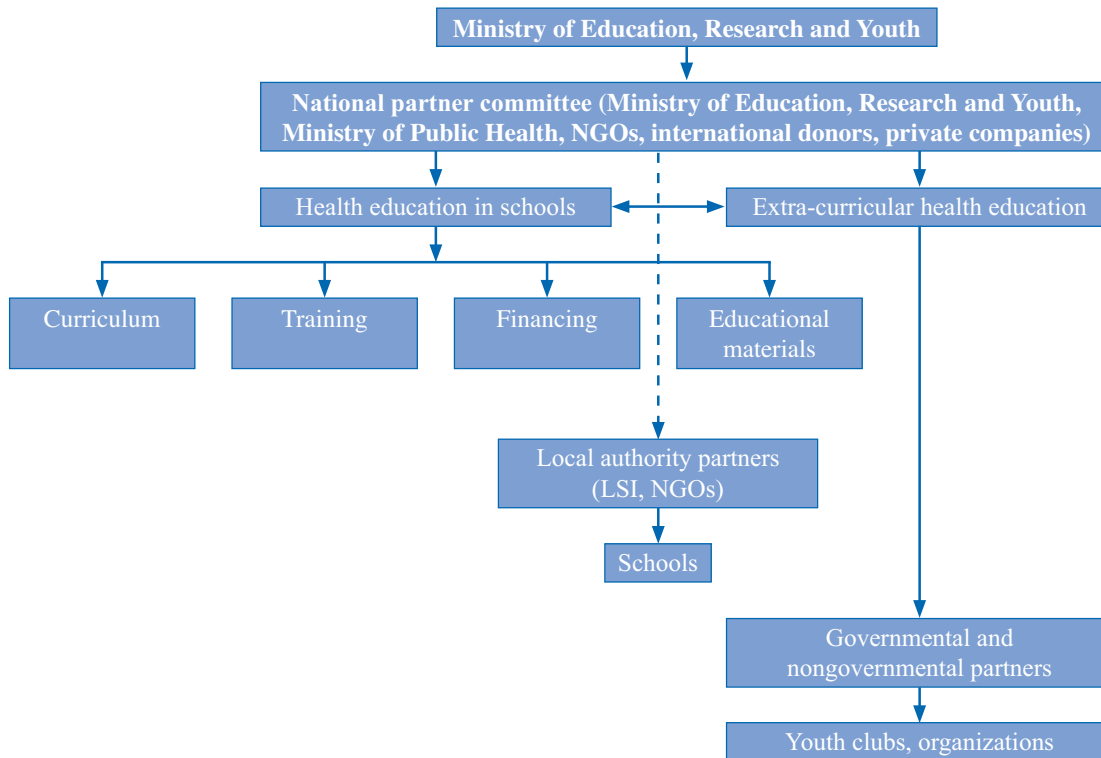 Ministry of Education, Research and Youth
National partner committee (Ministry of Education, Research and Youth,
Ministry of Public Health, NGOs, international donors, private companies)
Health education in schools
Extra-curricular health education
Curriculum
Training
Financing
Educational
materials
Local authority partners
(LSI, NGOs)
Schools
Governmental and
nongovernmental partners
Youth clubs, organizations